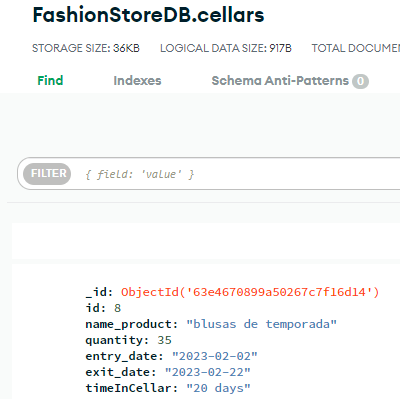 FashionStoreDB.cellars
STORAGE SIZE: 36KB LOGICAL DATA SIZE: 917B TOTAL
Find Indexes Schema Anti-Patterns 0
FILTER { field: 'value' }
_id: ObjectId('63e4670899a50267c7f16d14')
id: 8
name_product: "blusas de temporada"
quantity: 35
entry_date: "2023-02-02"
exit_date: "2023-02-22"
timeInCellar: "20 days"